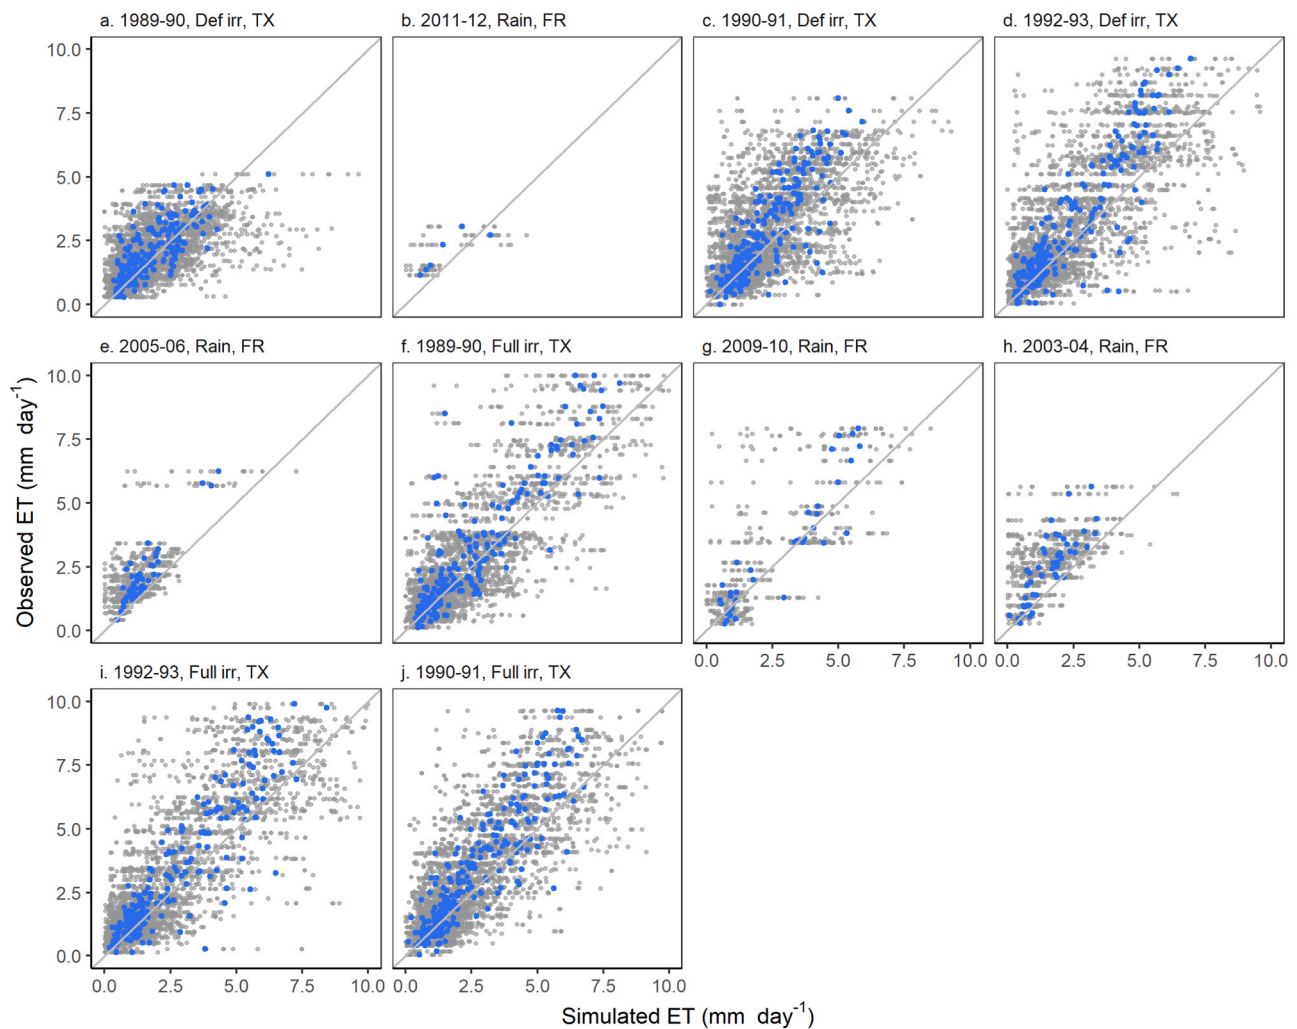 a. 1989-90, Def irr, TX
b. 2011-12, Rain, FR
c. 1990-91, Def irr, TX
d. 1992-93, Def irr, TX
10.0
7.5
5.0
2.5
0.0
e. 2005-06, Rain, FR
f. 1989-90, Full irr, TX
g. 2009-10, Rain, FR
h. 2003-04, Rain, FR
10.0
7.5
5.0
2.5
0.0
Observed ET (mm day⁻¹)
0.0 2.5 5.0 7.5 10.0
0.0 2.5 5.0 7.5 10.0
i. 1992-93, Full irr, TX
j. 1990-91, Full irr, TX
10.0
7.5
5.0
2.5
0.0
0.0 2.5 5.0 7.5 10.0
0.0 2.5 5.0 7.5 10.0
Simulated ET (mm day⁻¹)